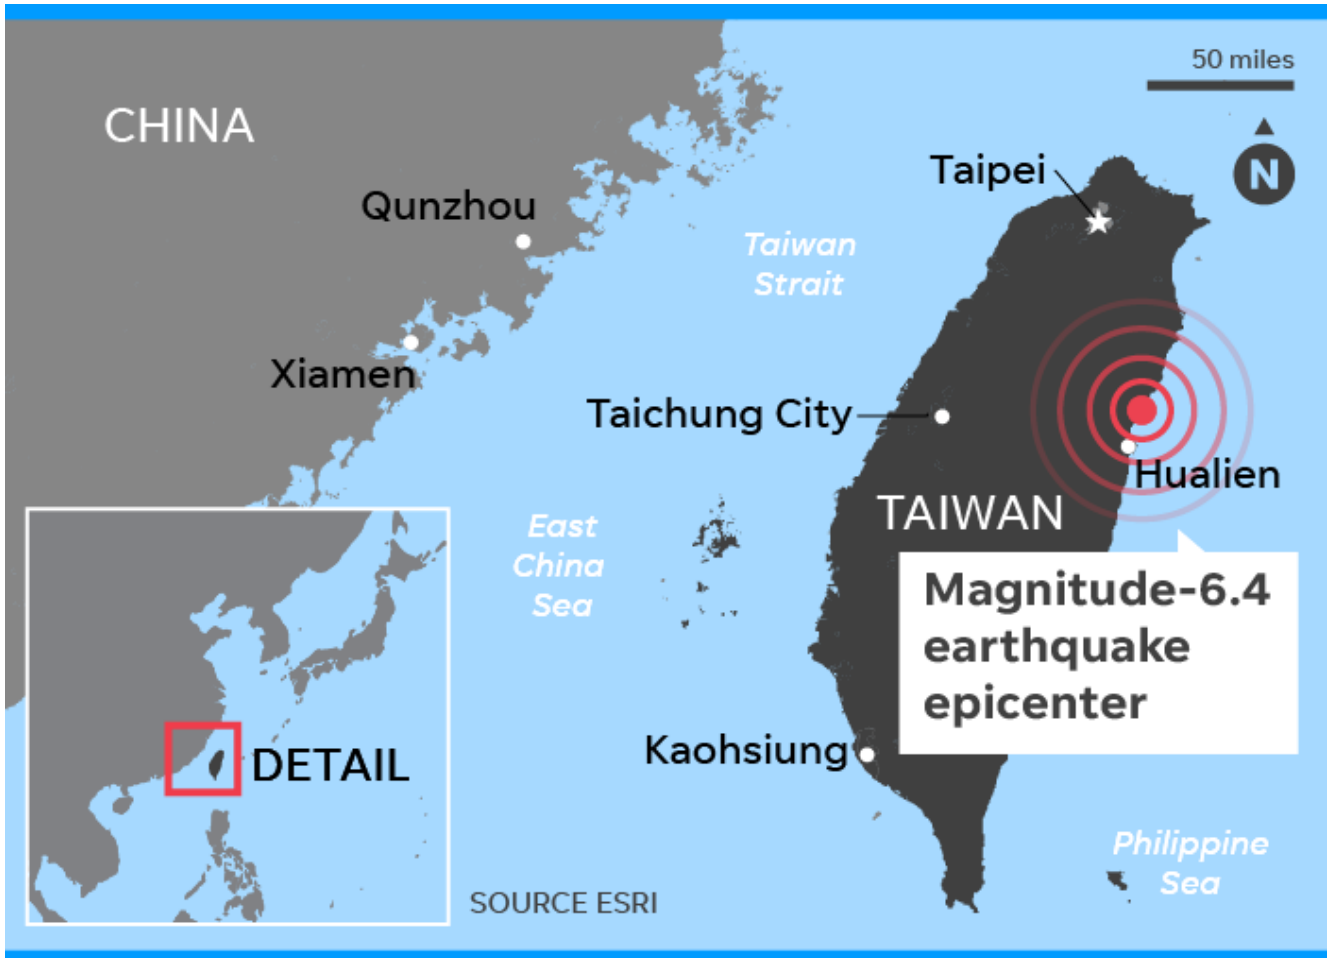 50 miles
CHINA
N
Taipei
Qunzhou
Taiwan
Strait
Xiamen
Taichung City
Hualien
TAIWAN
East
China
Sea
Magnitude-6.4
earthquake
epicenter
Kaohsiung
DETAIL
Philippine
Sea
SOURCE ESRI